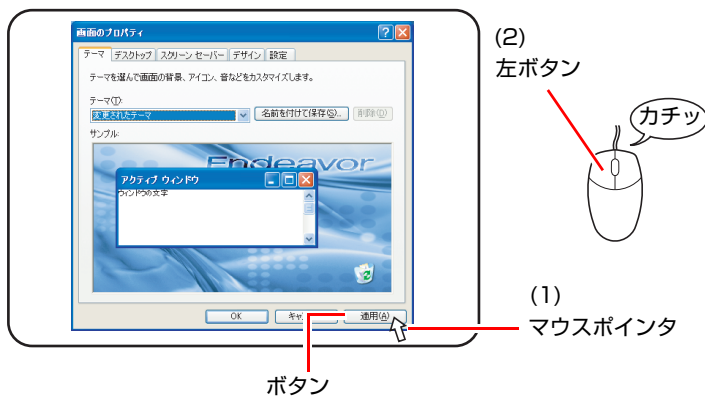 画面のプロパティ
テーマ デスクトップ スクリーン セーバー デザイン 設定
テーマを選んで画面の背景、アイコン、音などをカスタマイズします。
テーマ(T):
変更されたテーマ 名前を付けて保存(S)... 削除(D)
サンプル:
Endeavor
アクティブ ウィンドウ
ウィンドウの文字
OK キャ 適用(A)
(2)
左ボタン
カチッ
(1)
マウスポインタ
ボタン